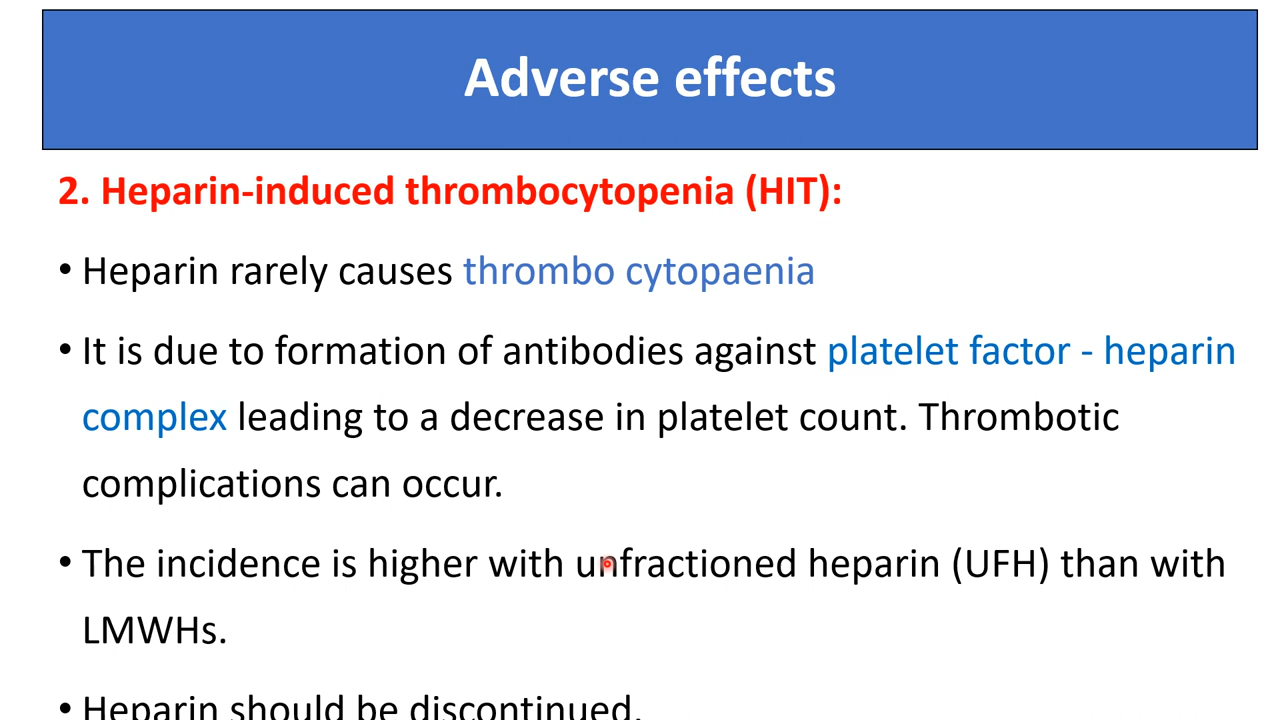 Adverse effects
2. Heparin-induced thrombocytopenia (HIT):
• Heparin rarely causes thrombo cytopaenia
• It is due to formation of antibodies against platelet factor - heparin
complex leading to a decrease in platelet count. Thrombotic
complications can occur.
• The incidence is higher with unfractioned heparin (UFH) than with
LMWHs.
• Heparin should be discontinued.